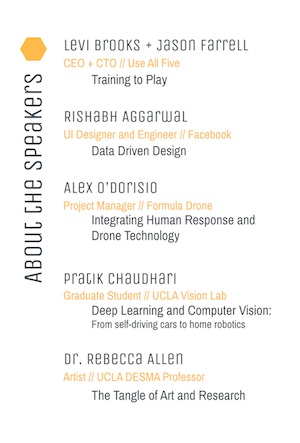 About the Speakers
Levi Brooks + Jason Farrell
CEO + CTO // Use All Five
Training to Play
Rishabh Aggarwal
UI Designer and Engineer // Facebook
Data Driven Design
Alex O'Dorisio
Project Manager // Formula Drone
Integrating Human Response and
Drone Technology
Pratik Chaudhari
Graduate Student // UCLA Vision Lab
Deep Learning and Computer Vision:
From self-driving cars to home robotics
Dr. Rebecca Allen
Artist // UCLA DESMA Professor
The Tangle of Art and Research